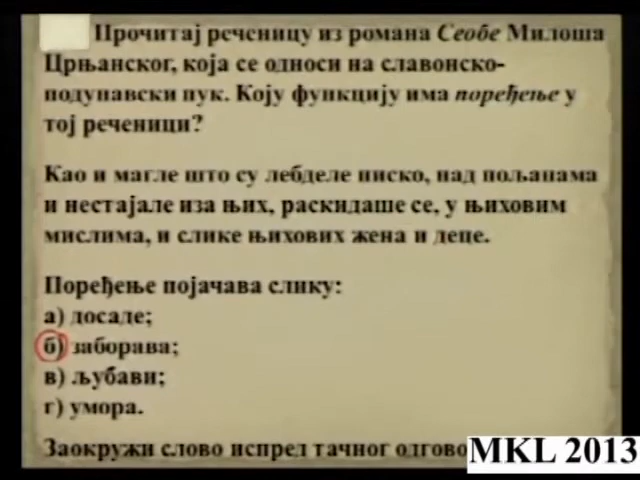 Прочитај реченицу из романа Сеобе Милоша
Црњанског, која се односи на славонско-
подунавски пук. Коју функцију има поређење у
тој реченици?
Као и магле што су лебделе ниско, над пољанама
и нестајале иза њих, раскидаше се, у њиховим
мислима, и слике њихових жена и деце.
Поређење појачава слику:
а) досаде;
б) заборава;
в) љубави;
г) умора.
Заокружи слово испред тачног одгово
MKL 2013